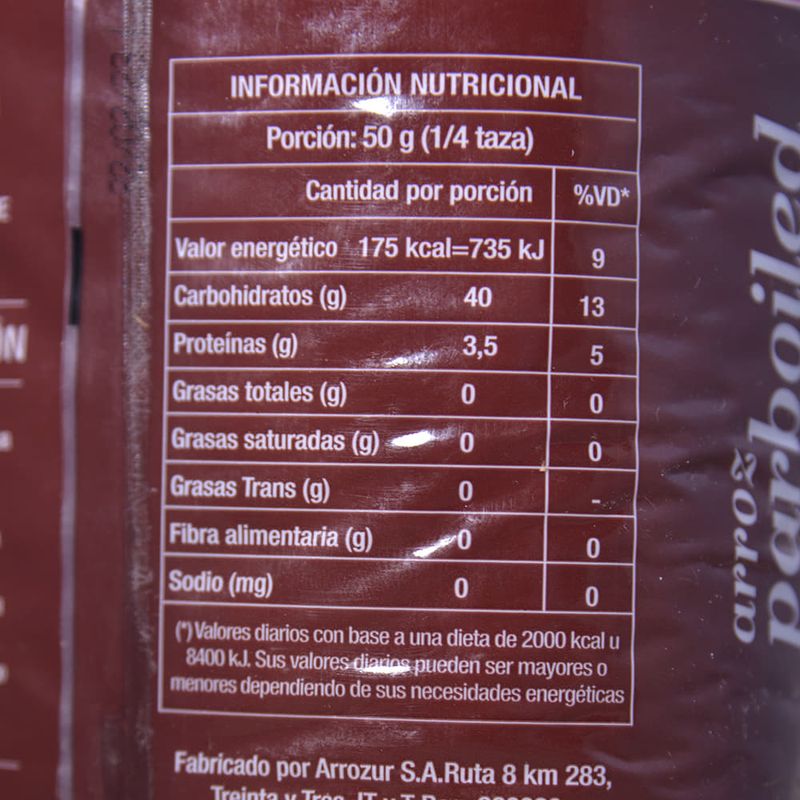 INFORMACIÓN NUTRICIONAL
Porción: 50 g (1/4 taza)
Cantidad por porción %VD*
Valor energético 175 kcal=735 kJ 9
Carbohidratos (g) 40 13
Proteínas (g) 3,5 5
Grasas totales (g) 0 0
Grasas saturadas (g) 0 0
Grasas Trans (g) 0 -
Fibra alimentaria (g) 0 0
Sodio (mg) 0 0
(*) Valores diarios con base a una dieta de 2000 kcal u
8400 kJ. Sus valores diarios pueden ser mayores o
menores dependiendo de sus necesidades energéticas
Fabricado por Arrozur S.A.Ruta 8 km 283,
Treinta y Tres
arroz
parboiled